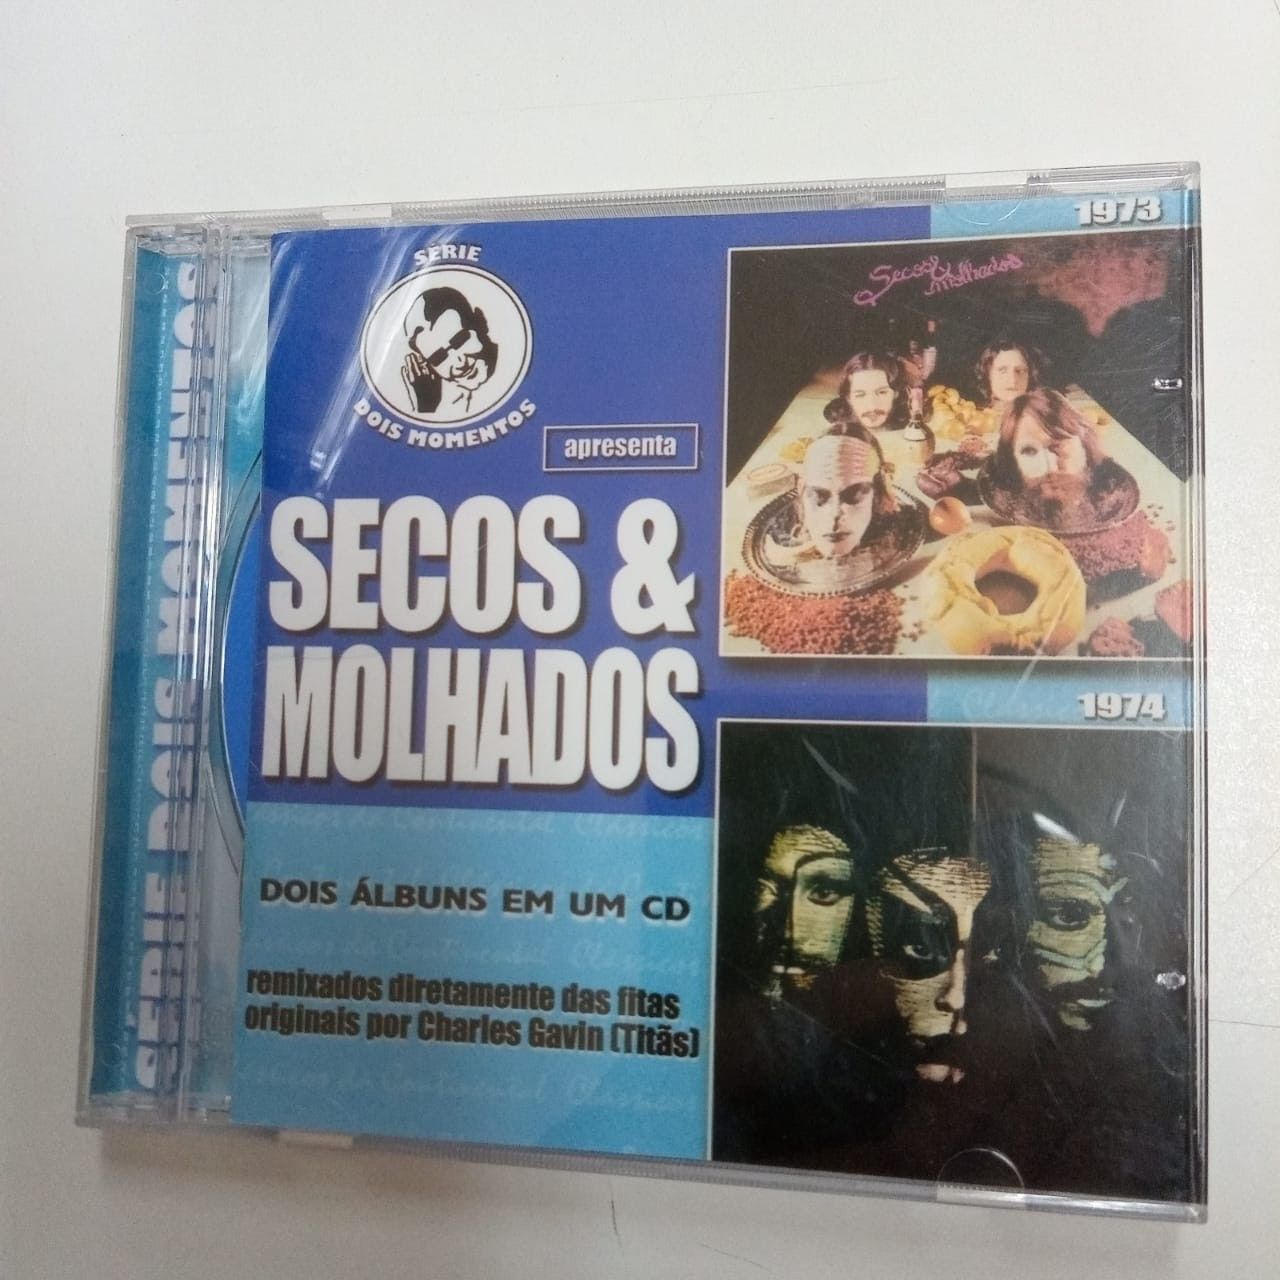 SÉRIE DOIS MOMENTOS
SÉRIE
DOIS MOMENTOS
apresenta
SECOS &
MOLHADOS
DOIS ÁLBUNS EM UM CD
remixados diretamente das fitas
originais por Charles Gavin (Titãs)
1973
Secos &
Molhados
1974